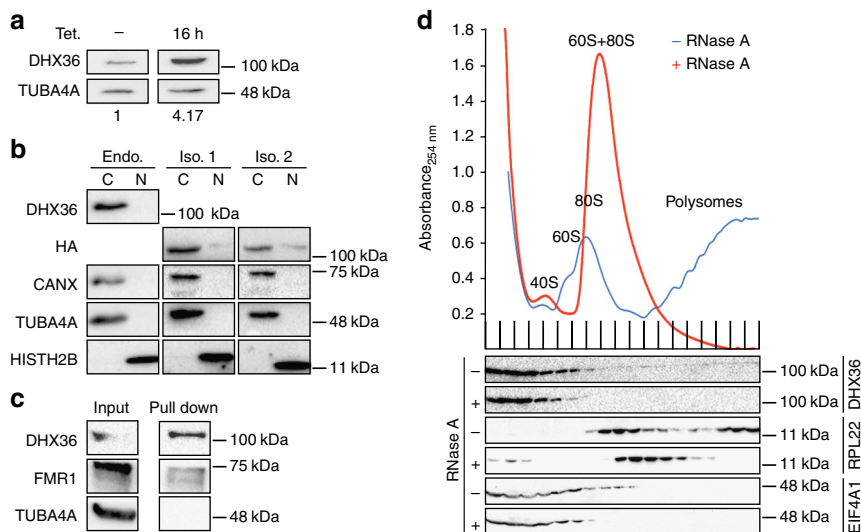 a
Tet. – 16 h
DHX36 100 kDa
TUBA4A 48 kDa
1 4.17
b
Endo. Iso. 1 Iso. 2
C N C N C N
DHX36 100 kDa
HA 100 kDa
CANX 75 kDa
TUBA4A 48 kDa
HISTH2B 11 kDa
c
Input Pull down
DHX36 100 kDa
FMR1 75 kDa
TUBA4A 48 kDa
d
Absorbance254 nm
1.8
1.6
1.4
1.2
1.0
0.8
0.6
0.4
0.2
60S+80S
– RNase A
+ RNase A
80S
60S
40S
Polysomes
RNase A
– 100 kDa
+ 100 kDa
DHX36
– 11 kDa
+ 11 kDa
RPL22
– 48 kDa
+ 48 kDa
EIF4A1